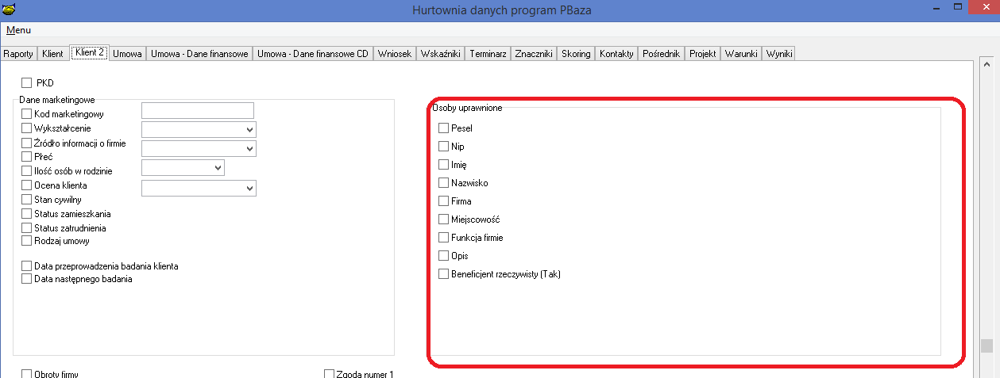 Hurtownia danych program PBaza
Menu
Raporty Klient Klient 2 Umowa Umowa - Dane finansowe Umowa - Dane finansowe CD Wniosek Wskaźniki Terminarz Znaczniki Skoring Kontakty Pośrednik Projekt Warunki Wyniki
PKD
Dane marketingowe
Kod marketingowy
Wykształcenie
Źródło informacji o firmie
Płeć
Ilość osób w rodzinie
Ocena klienta
Stan cywilny
Status zamieszkania
Status zatrudnienia
Rodzaj umowy
Data przeprowadzenia badania klienta
Data następnego badania
Osoby uprawnione
Pesel
Nip
Imię
Nazwisko
Firma
Miejscowość
Funkcja firmie
Opis
Beneficjent rzeczywisty (Tak)
Obroty firmy
Zgoda numer 1